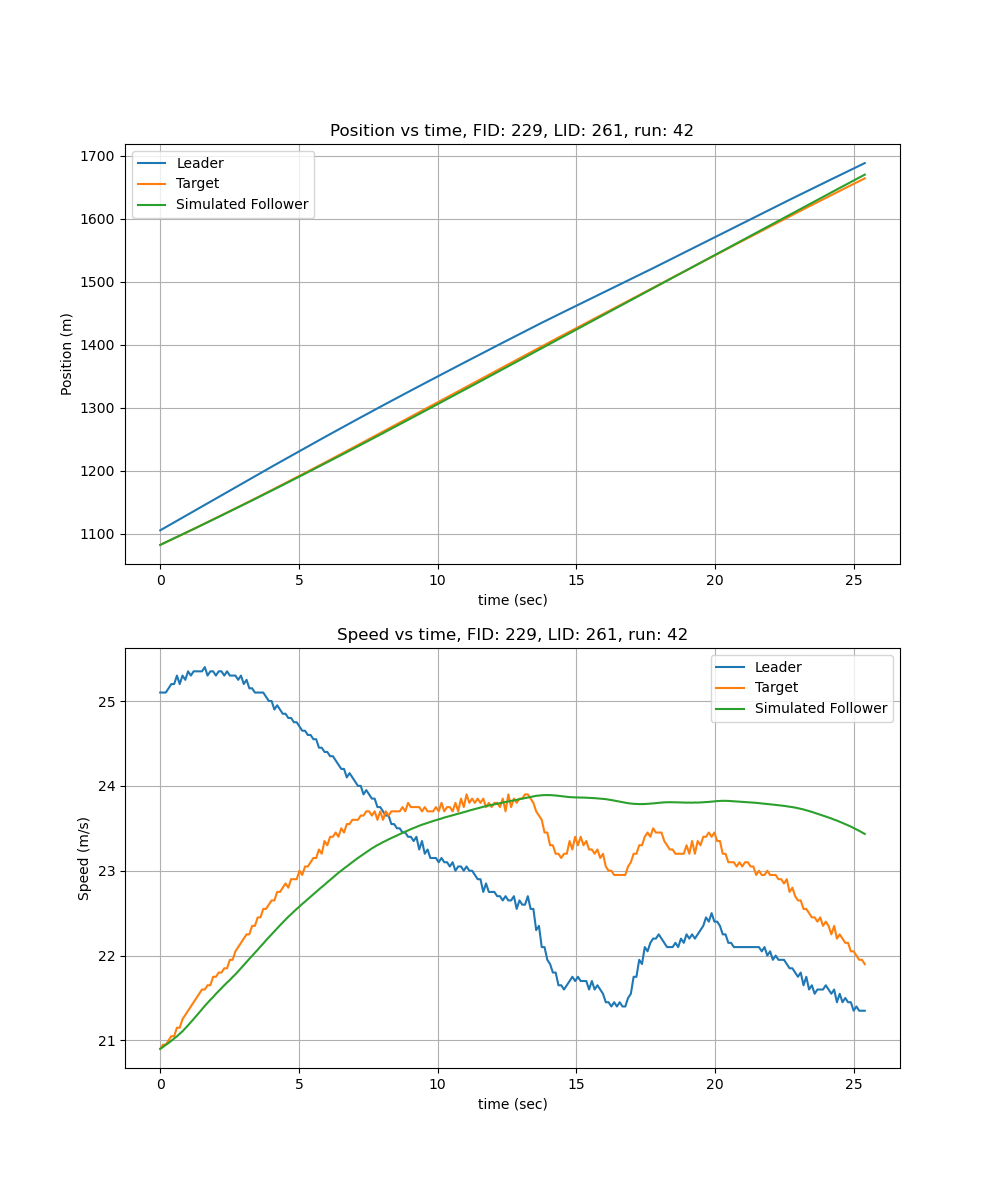 Position vs time, FID: 229, LID: 261, run: 42
Leader
Target
Simulated Follower
1700
1600
1500
1400
1300
1200
1100
Position (m)
0 5 10 15 20 25
time (sec)
Speed vs time, FID: 229, LID: 261, run: 42
Leader
Target
Simulated Follower
25
24
23
22
21
Speed (m/s)
0 5 10 15 20 25
time (sec)